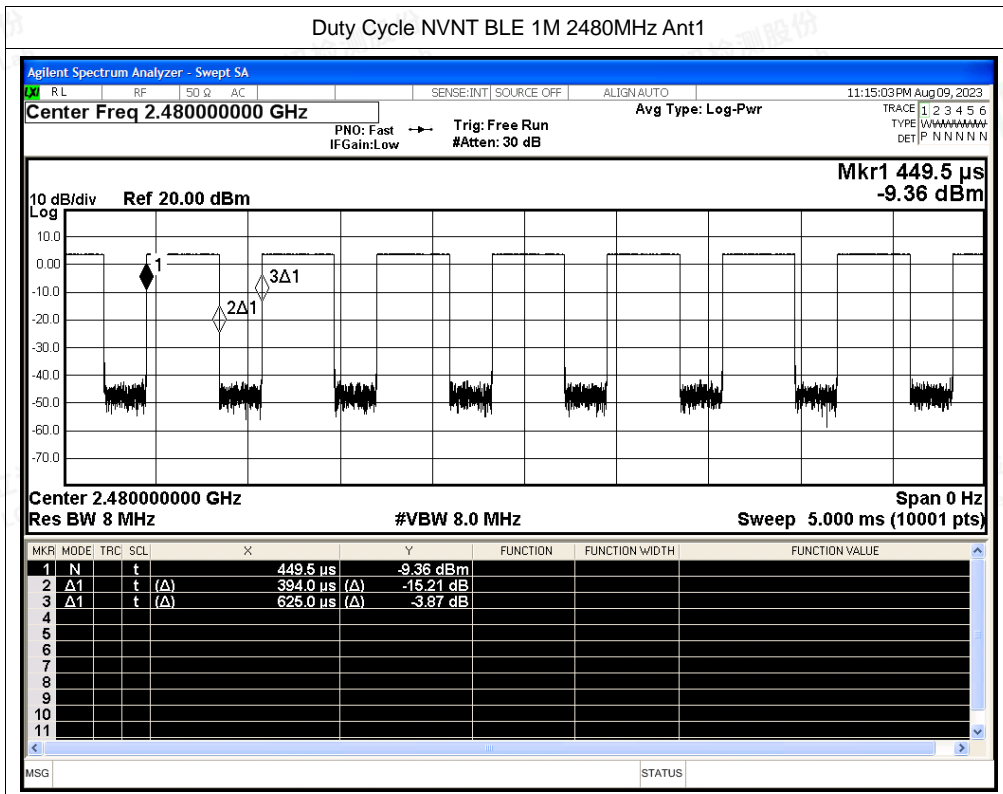 Duty Cycle NVNT BLE 1M 2480MHz Ant1
Agilent Spectrum Analyzer - Swept SA
LXI RL RF 50 Ω AC SENSE:INT SOURCE OFF ALIGN AUTO 11:15:03 PM Aug 09, 2023
Center Freq 2.480000000 GHz Avg Type: Log-Pwr TRACE 1 2 3 4 5 6
PNO: Fast Trig: Free Run TYPE WWWWWW
IFGain:Low #Atten: 30 dB DET P N N N N N
Mkr1 449.5 µs
10 dB/div Ref 20.00 dBm -9.36 dBm
Log
10.0
0.00
1
3Δ1
-10.0
2Δ1
-20.0
-30.0
-40.0
-50.0
-60.0
-70.0
Center 2.480000000 GHz Span 0 Hz
Res BW 8 MHz #VBW 8.0 MHz Sweep 5.000 ms (10001 pts)
MKR MODE TRC SCL X Y FUNCTION FUNCTION WIDTH FUNCTION VALUE
1 N t 449.5 µs -9.36 dBm
2 Δ1 t (Δ) 394.0 µs (Δ) -15.21 dB
3 Δ1 t (Δ) 625.0 µs (Δ) -3.87 dB
4
5
6
7
8
9
10
11
MSG STATUS